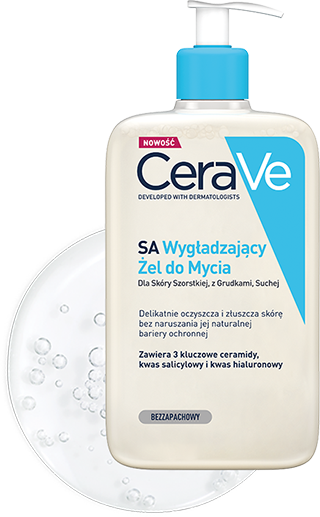 NOWOŚĆ
CeraVe
DEVELOPED WITH DERMATOLOGISTS
SA Wygładzający
Żel do Mycia
Dla Skóry Szorstkiej, z Grudkami, Suchej
Delikatnie oczyszcza i złuszcza skórę
bez naruszania jej naturalnej
bariery ochronnej
Zawiera 3 kluczowe ceramidy,
kwas salicylowy i kwas hialuronowy
BEZZAPACHOWY